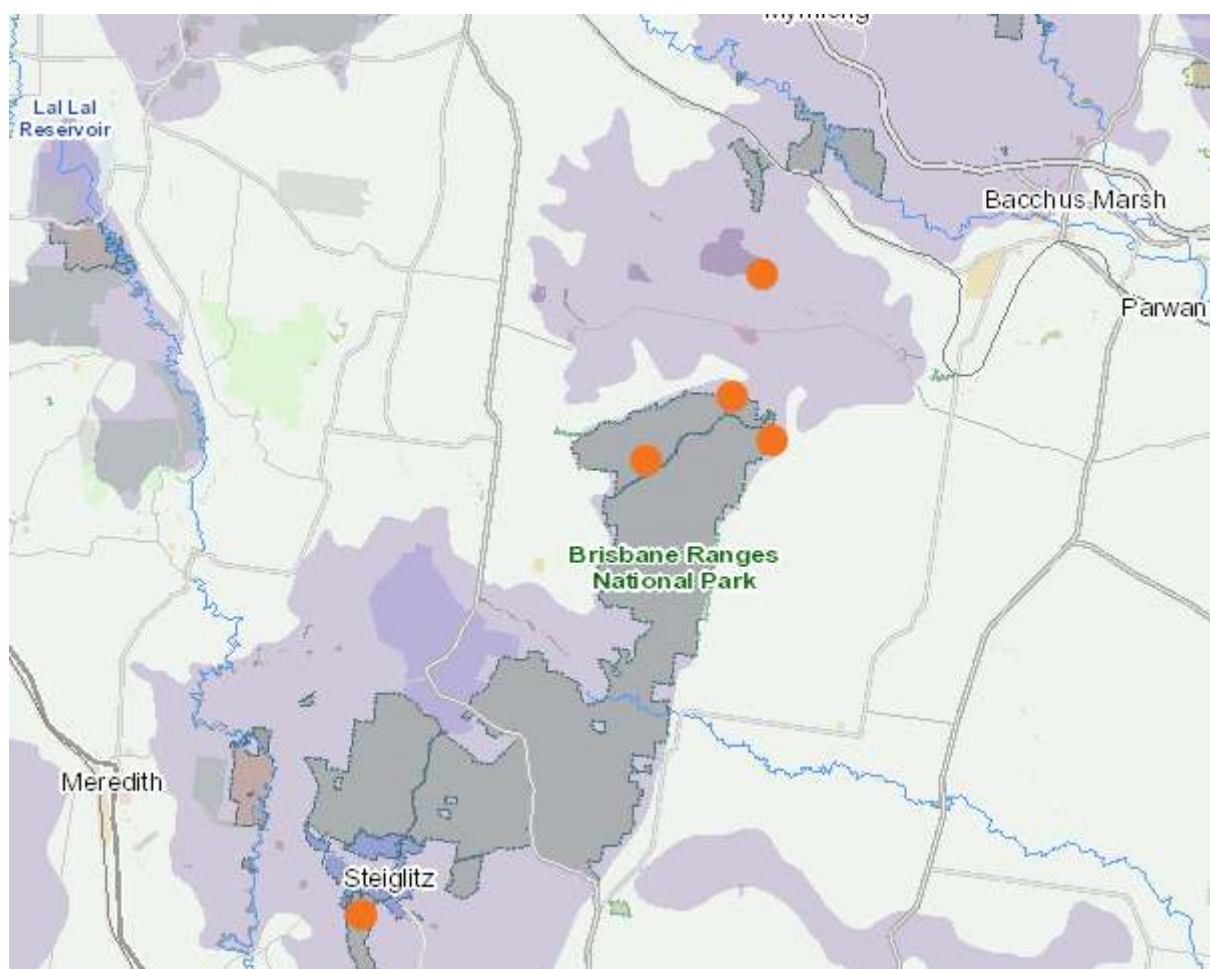 Lal Lal
Reservoir
Bacchus Marsh
Parwan
Brisbane Ranges
National Park
Meredith
Steiglitz